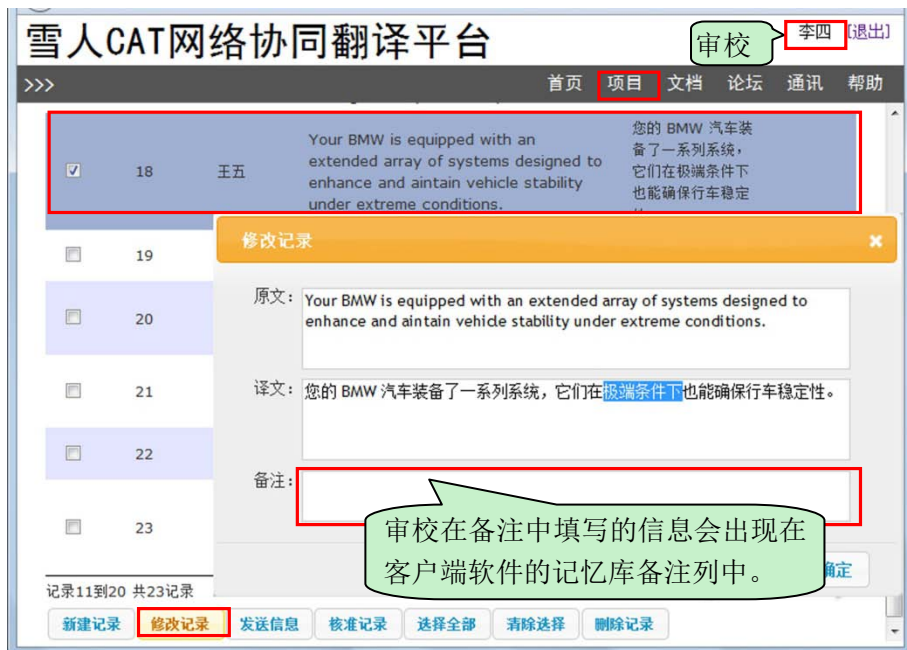 雪人CAT网络协同翻译平台
审校
李四 [退出]
>>> 首页 项目 文档 论坛 通讯 帮助
18 王五
Your BMW is equipped with an
extended array of systems designed to
enhance and aintain vehicle stability
under extreme conditions.
您的 BMW 汽车装
备了一系列系统，
它们在极端条件下
也能确保行车稳定
修改记录
19
原文：
Your BMW is equipped with an extended array of systems designed to
enhance and aintain vehicle stability under extreme conditions.
20
21
译文：
您的 BMW 汽车装备了一系列系统，它们在极端条件下也能确保行车稳定性。
22
备注：
23
审校在备注中填写的信息会出现在
客户端软件的记忆库备注列中。
确定
记录11到20 共23记录
新建记录 修改记录 发送信息 核准记录 选择全部 清除选择 删除记录